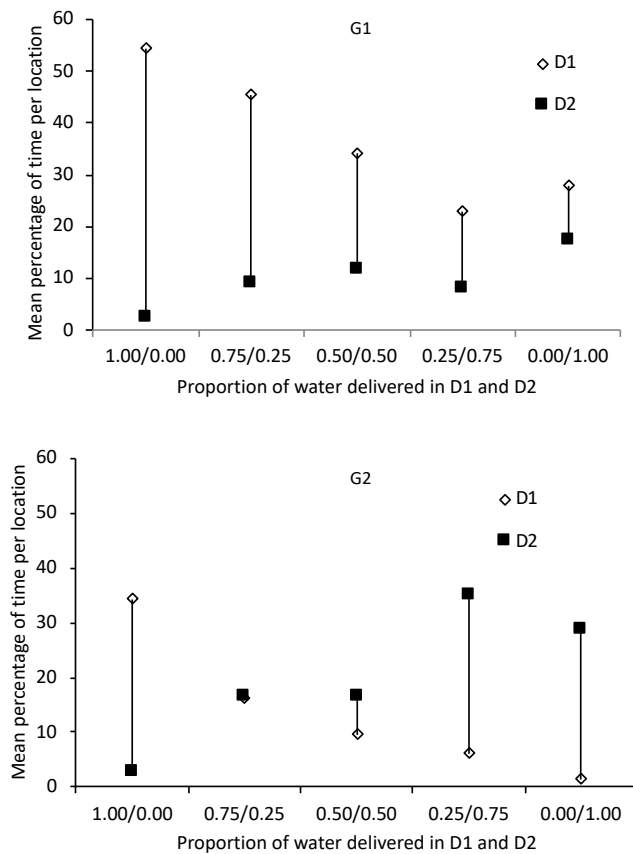 G1
D1
D2
Mean percentage of time per location
60
50
40
30
20
10
0
1.00/0.00 0.75/0.25 0.50/0.50 0.25/0.75 0.00/1.00
Proportion of water delivered in D1 and D2
G2
D1
D2
Mean percentage of time per location
60
50
40
30
20
10
0
1.00/0.00 0.75/0.25 0.50/0.50 0.25/0.75 0.00/1.00
Proportion of water delivered in D1 and D2